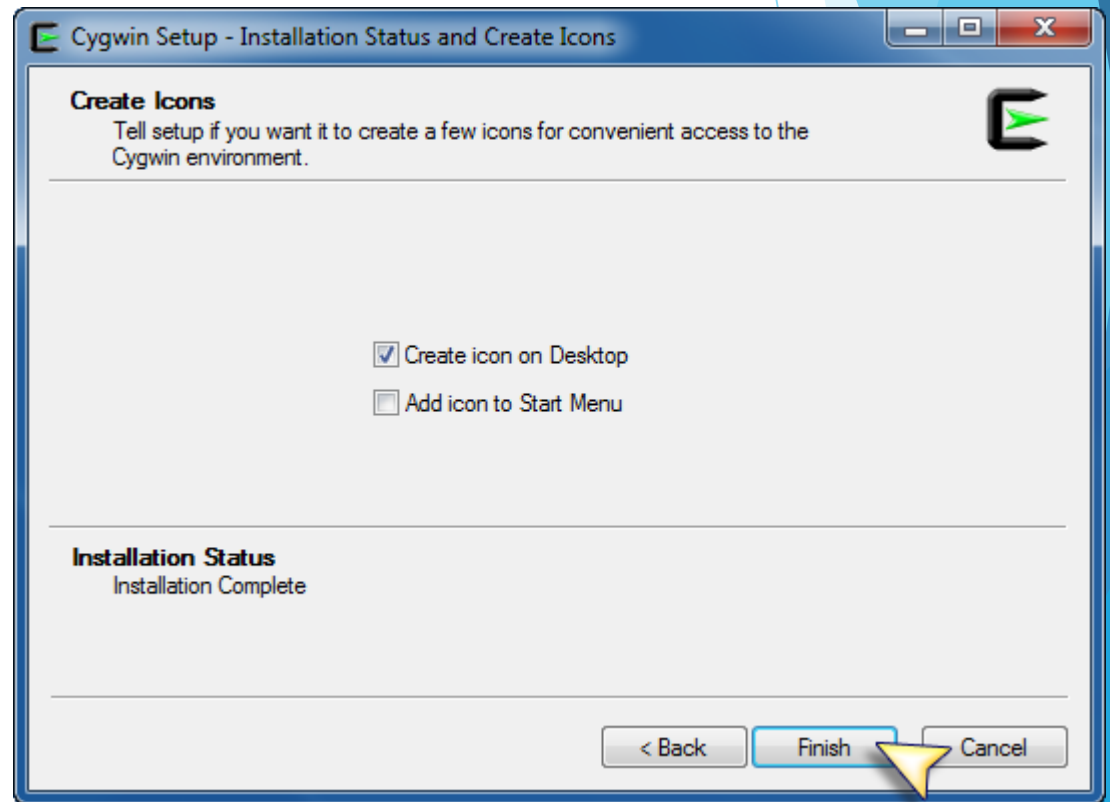 Cygwin Setup - Installation Status and Create Icons
Create Icons
Tell setup if you want it to create a few icons for convenient access to the
Cygwin environment.
Create icon on Desktop
Add icon to Start Menu
Installation Status
Installation Complete
< Back Finish Cancel